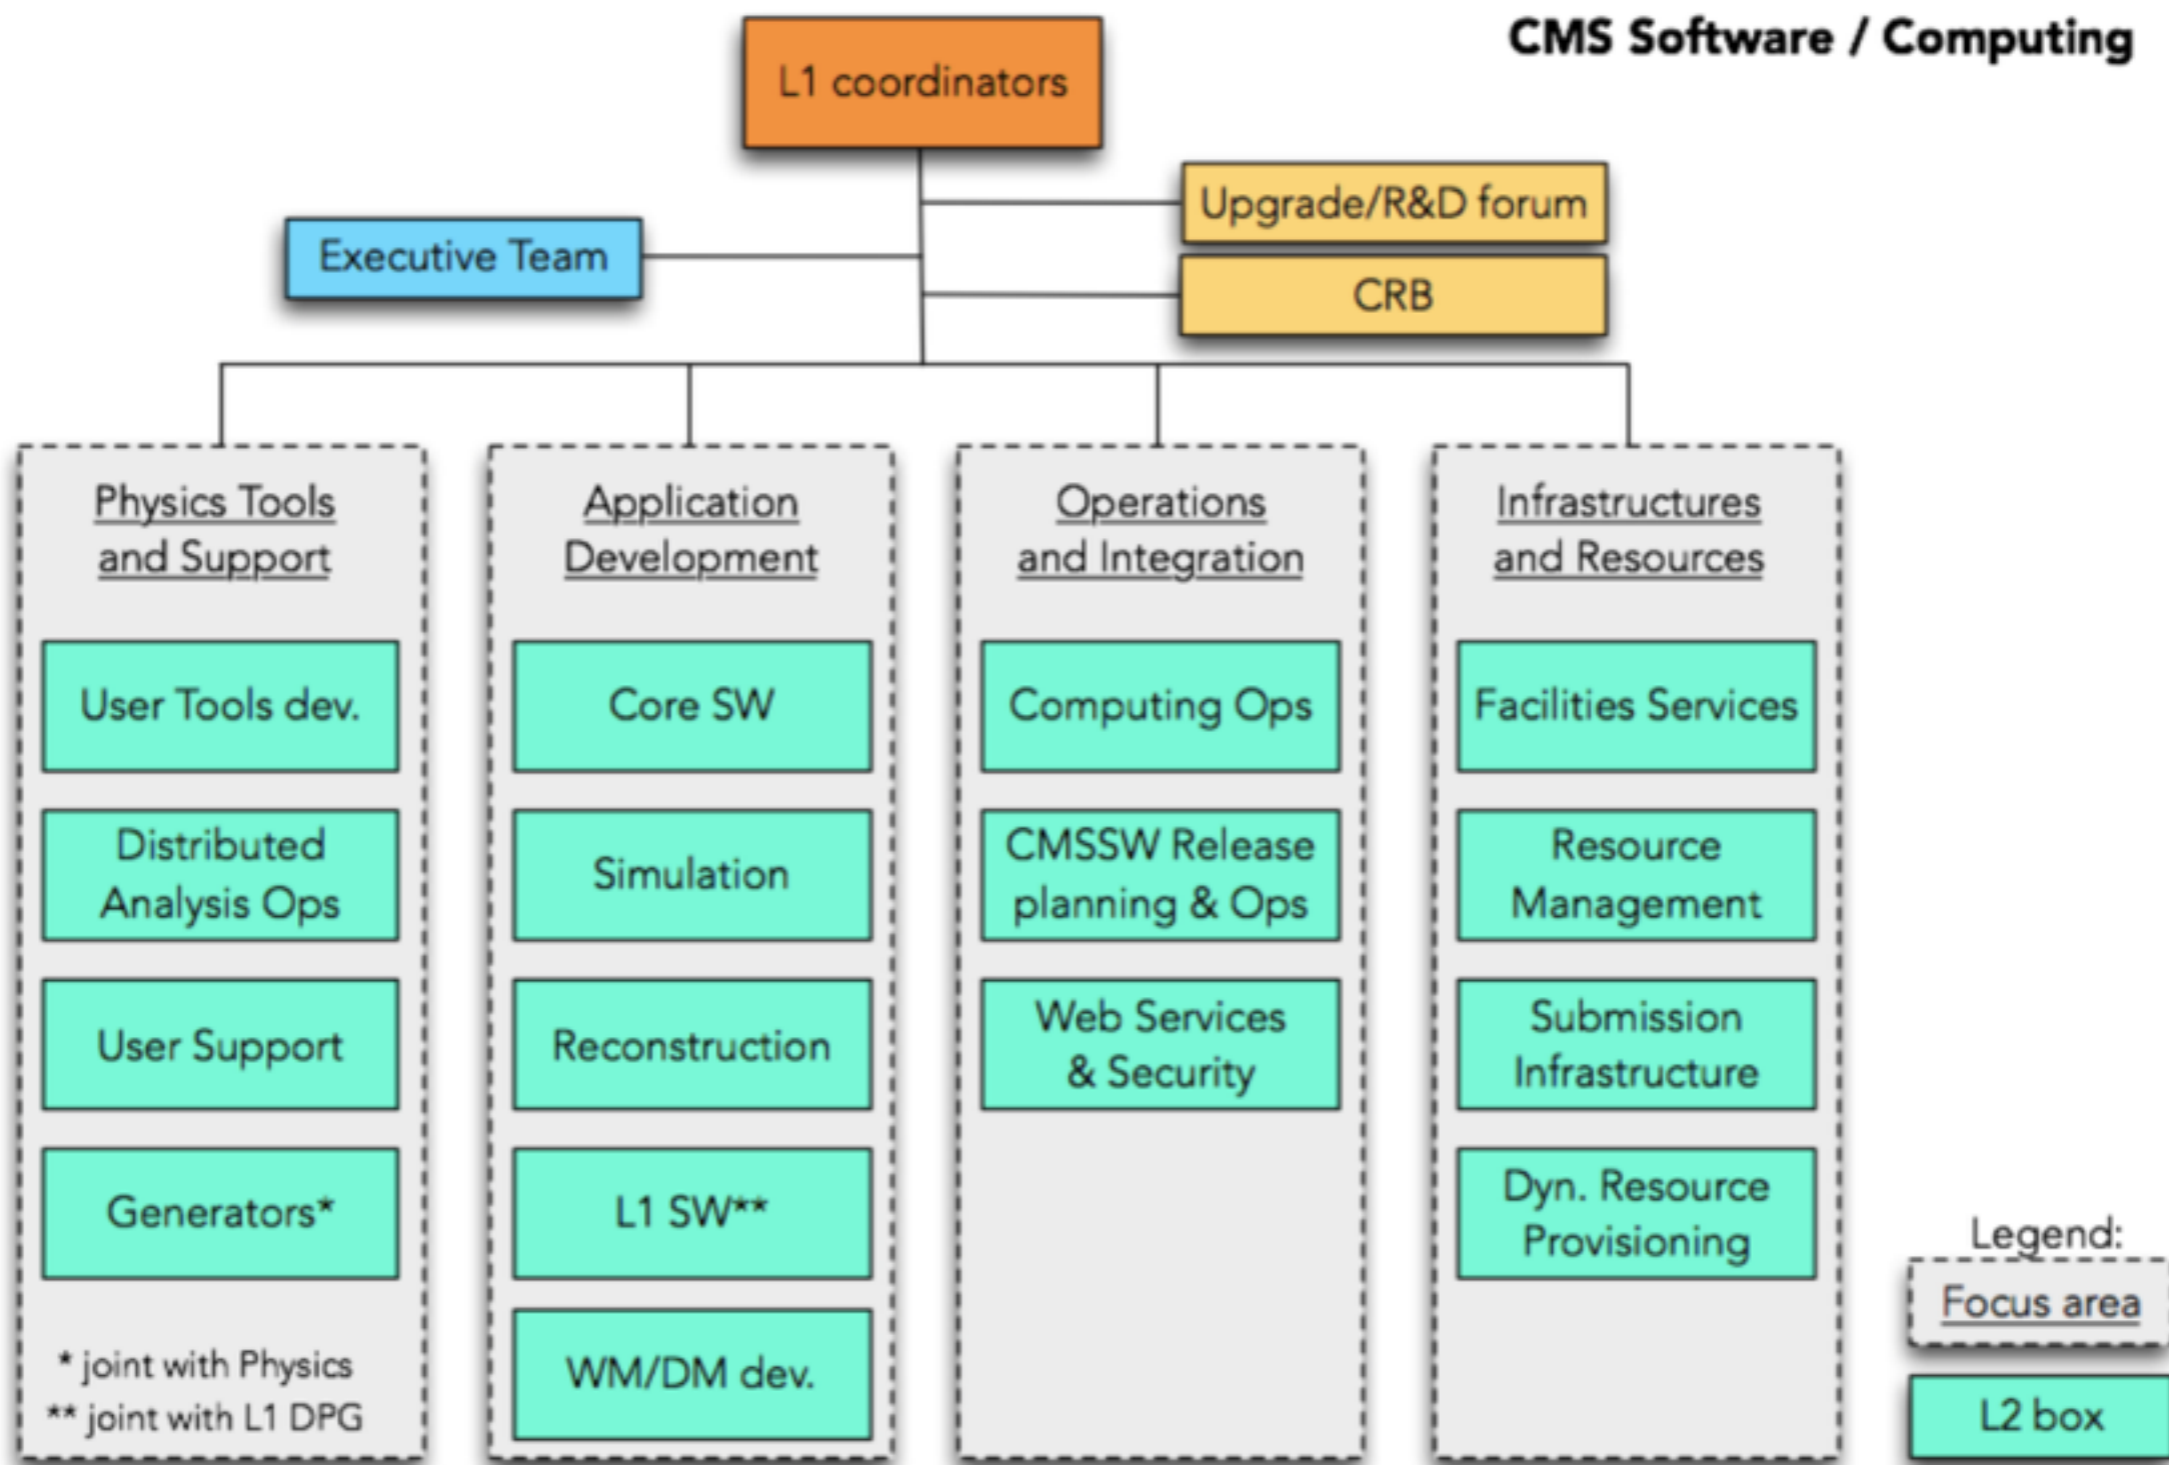 CMS Software / Computing
L1 coordinators
Upgrade/R&D forum
Executive Team
CRB
Physics Tools
and Support
User Tools dev.
Distributed
Analysis Ops
User Support
Generators*
* joint with Physics
** joint with L1 DPG
Application
Development
Core SW
Simulation
Reconstruction
L1 SW**
WM/DM dev.
Operations
and Integration
Computing Ops
CMSSW Release
planning & Ops
Web Services
& Security
Infrastructures
and Resources
Facilities Services
Resource
Management
Submission
Infrastructure
Dyn. Resource
Provisioning
Legend:
Focus area
L2 box